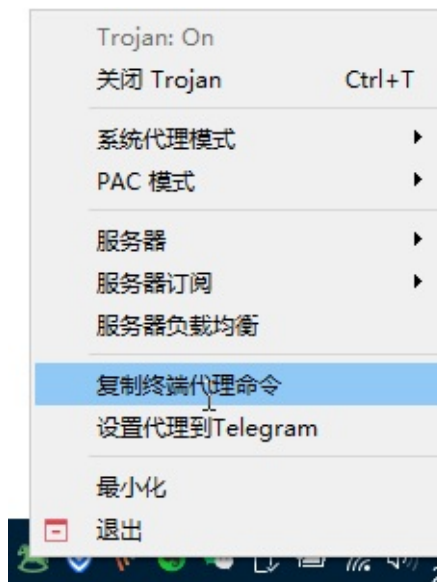 Trojan: On
关闭 Trojan Ctrl+T
系统代理模式
PAC 模式
服务器
服务器订阅
服务器负载均衡
复制终端代理命令
设置代理到Telegram
最小化
退出